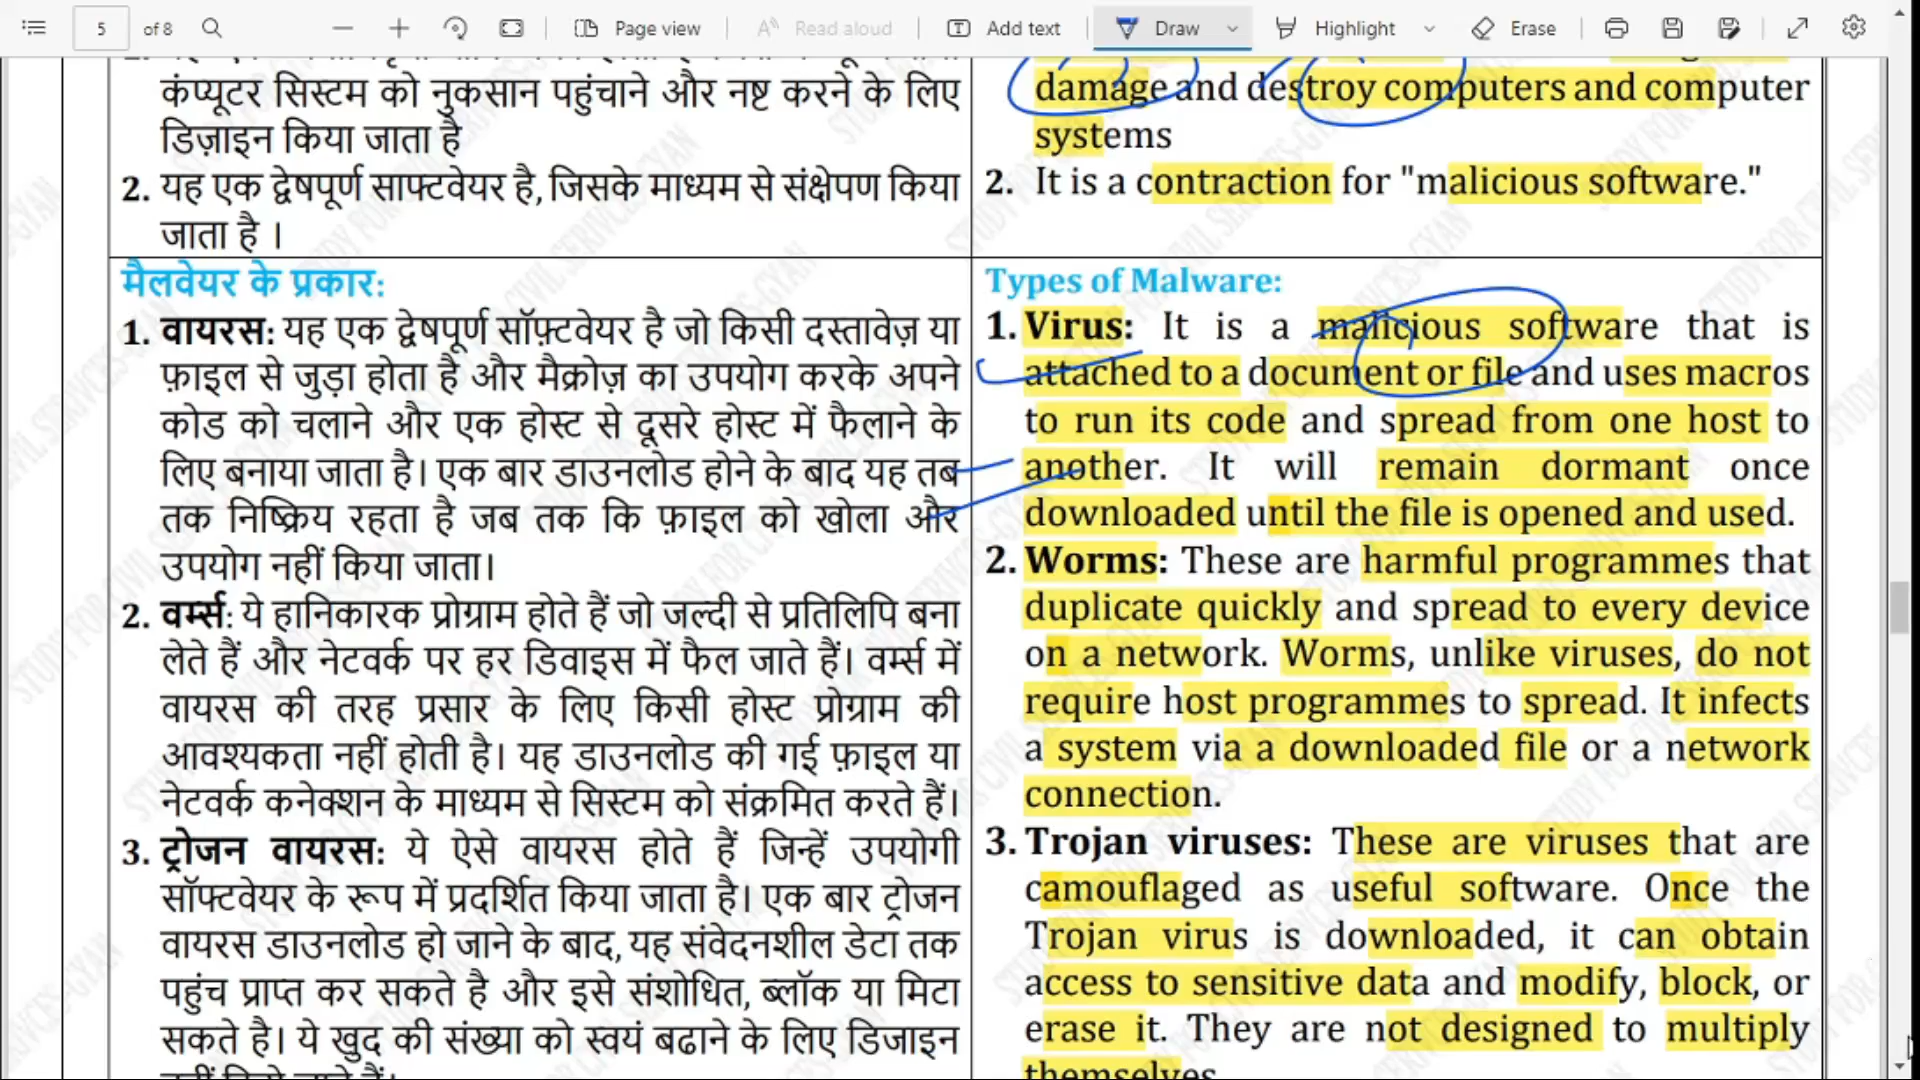 5 of 8
Page view
Read aloud
Add text
Draw
Highlight
Erase
कंप्यूटर सिस्टम को नुकसान पहुंचाने और नष्ट करने के लिए
डिज़ाइन किया जाता है
2. यह एक द्वेषपूर्ण साफ्टवेयर है, जिसके माध्यम से संक्षेपण किया
जाता है ।
मैलवेयर के प्रकार:
1. वायरस: यह एक द्वेषपूर्ण सॉफ़्टवेयर है जो किसी दस्तावेज़ या
फ़ाइल से जुड़ा होता है और मैक्रोज़ का उपयोग करके अपने
कोड को चलाने और एक होस्ट से दूसरे होस्ट में फैलाने के
लिए बनाया जाता है। एक बार डाउनलोड होने के बाद यह तब
तक निष्क्रिय रहता है जब तक कि फ़ाइल को खोला और
उपयोग नहीं किया जाता।
2. वर्म्स: ये हानिकारक प्रोग्राम होते हैं जो जल्दी से प्रतिलिपि बना
लेते हैं और नेटवर्क पर हर डिवाइस में फैल जाते हैं। वर्म्स में
वायरस की तरह प्रसार के लिए किसी होस्ट प्रोग्राम की
आवश्यकता नहीं होती है। यह डाउनलोड की गई फ़ाइल या
नेटवर्क कनेक्शन के माध्यम से सिस्टम को संक्रमित करते हैं।
3. ट्रोजन वायरस: ये ऐसे वायरस होते हैं जिन्हें उपयोगी
सॉफ्टवेयर के रूप में प्रदर्शित किया जाता है। एक बार ट्रोजन
वायरस डाउनलोड हो जाने के बाद, यह संवेदनशील डेटा तक
पहुंच प्राप्त कर सकते है और इसे संशोधित, ब्लॉक या मिटा
सकते है। ये खुद की संख्या को स्वयं बढाने के लिए डिजाइन
damage and destroy computers and computer
systems
2. It is a contraction for "malicious software."
Types of Malware:
1. Virus: It is a malicious software that is
attached to a document or file and uses macros
to run its code and spread from one host to
another. It will remain dormant once
downloaded until the file is opened and used.
2. Worms: These are harmful programmes that
duplicate quickly and spread to every device
on a network. Worms, unlike viruses, do not
require host programmes to spread. It infects
a system via a downloaded file or a network
connection.
3. Trojan viruses: These are viruses that are
camouflaged as useful software. Once the
Trojan virus is downloaded, it can obtain
access to sensitive data and modify, block, or
erase it. They are not designed to multiply
themselves